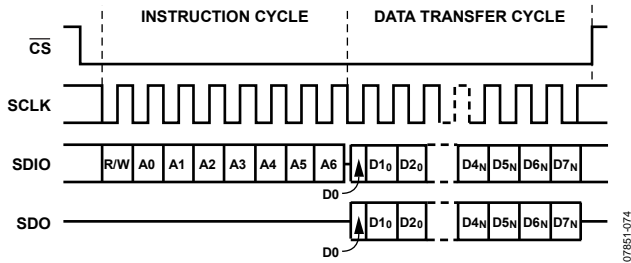 INSTRUCTION CYCLE DATA TRANSFER CYCLE
CS
SCLK
SDIO R/W A0 A1 A2 A3 A4 A5 A6 D10 D20 D4N D5N D6N D7N
D0
SDO D10 D20 D4N D5N D6N D7N
D0
07851-074